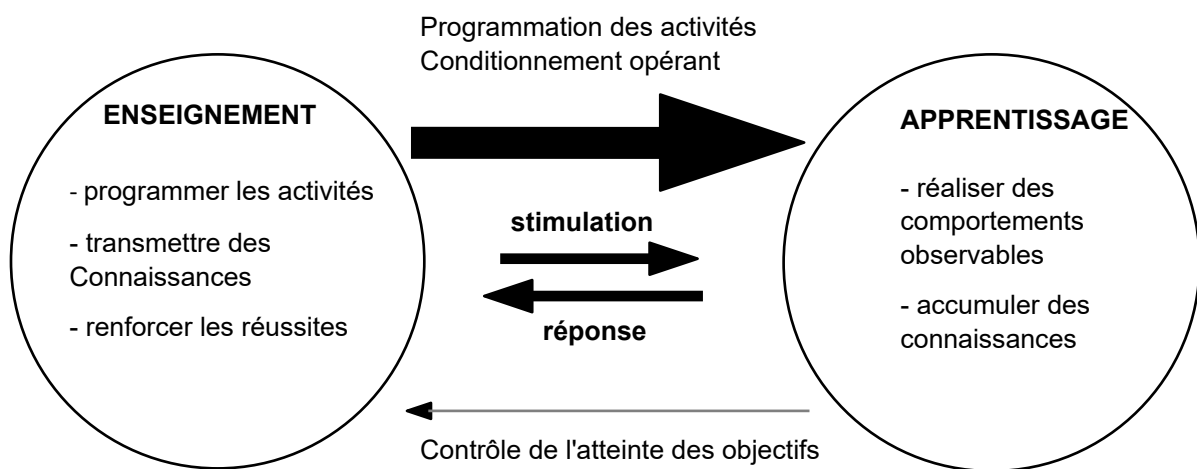 Programmation des activités
Conditionnement opérant
ENSEIGNEMENT
- programmer les activités
- transmettre des
Connaissances
- renforcer les réussites
stimulation
réponse
APPRENTISSAGE
- réaliser des
comportements
observables
- accumuler des
connaissances
Contrôle de l'atteinte des objectifs